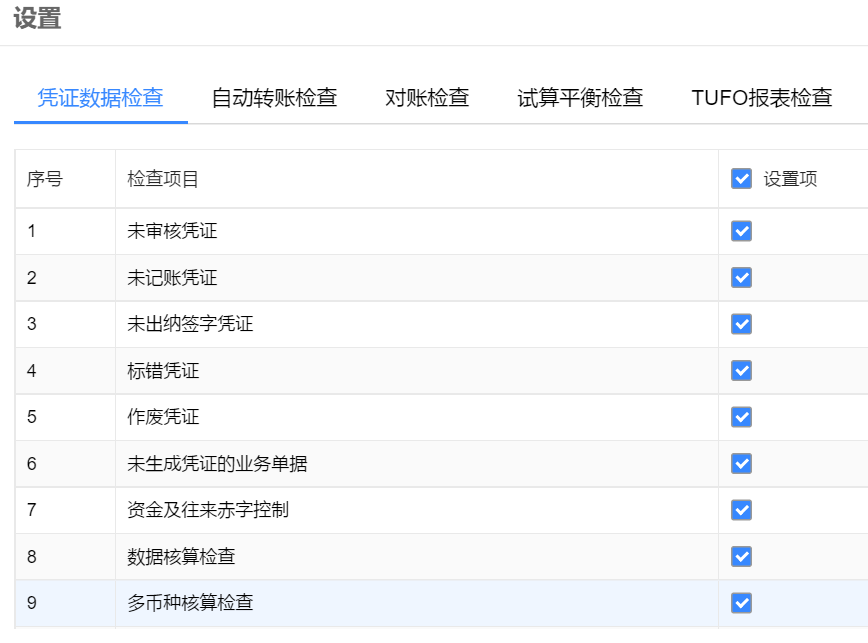 设置
凭证数据检查 自动转账检查 对账检查 试算平衡检查 TUFO报表检查
序号 检查项目 设置项
1 未审核凭证
2 未记账凭证
3 未出纳签字凭证
4 标错凭证
5 作废凭证
6 未生成凭证的业务单据
7 资金及往来赤字控制
8 数据核算检查
9 多币种核算检查